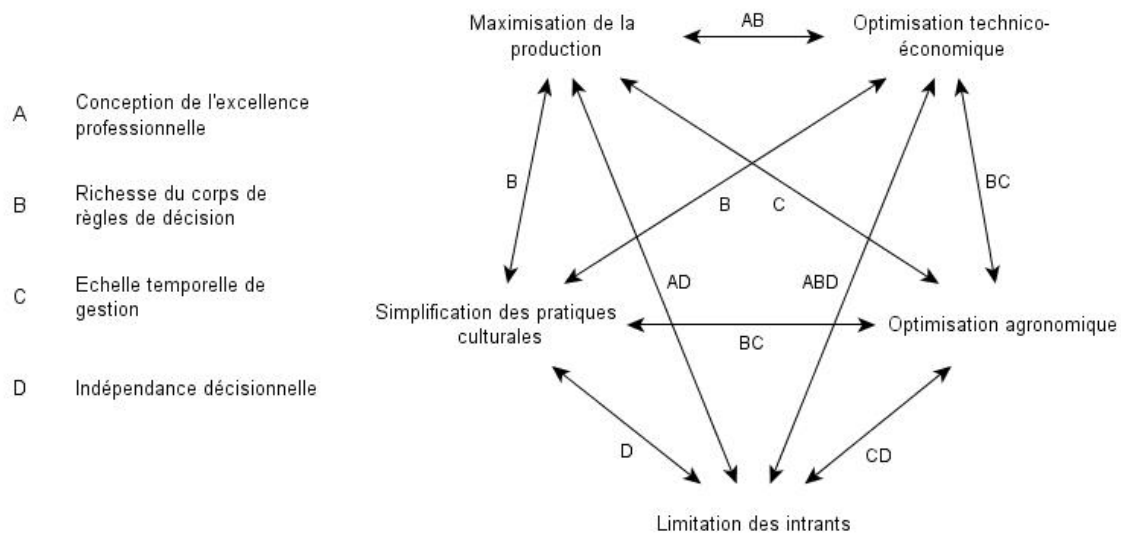 Maximisation de la
production
AB
Optimisation technico-
économique
A
Conception de l'excellence
professionnelle
B
Richesse du corps de
règles de décision
C
Echelle temporelle de
gestion
D
Indépendance décisionnelle
B
B
C
BC
AD
ABD
Simplification des pratiques
culturales
BC
Optimisation agronomique
D
CD
Limitation des intrants